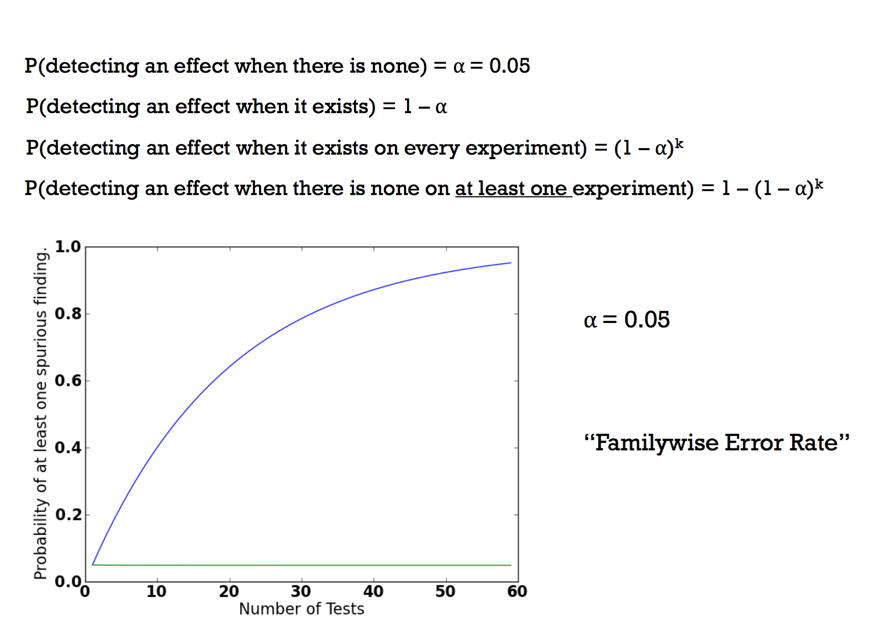 P(detecting an effect when there is none) = α = 0.05
P(detecting an effect when it exists) = 1 – α
P(detecting an effect when it exists on every experiment) = (1 – α)ᵏ
P(detecting an effect when there is none on at least one experiment) = 1 – (1 – α)ᵏ
Probability of at least one spurious finding.
1.0
0.8
0.6
0.4
0.2
0.0
0 10 20 30 40 50 60
Number of Tests
α = 0.05
“Familywise Error Rate”